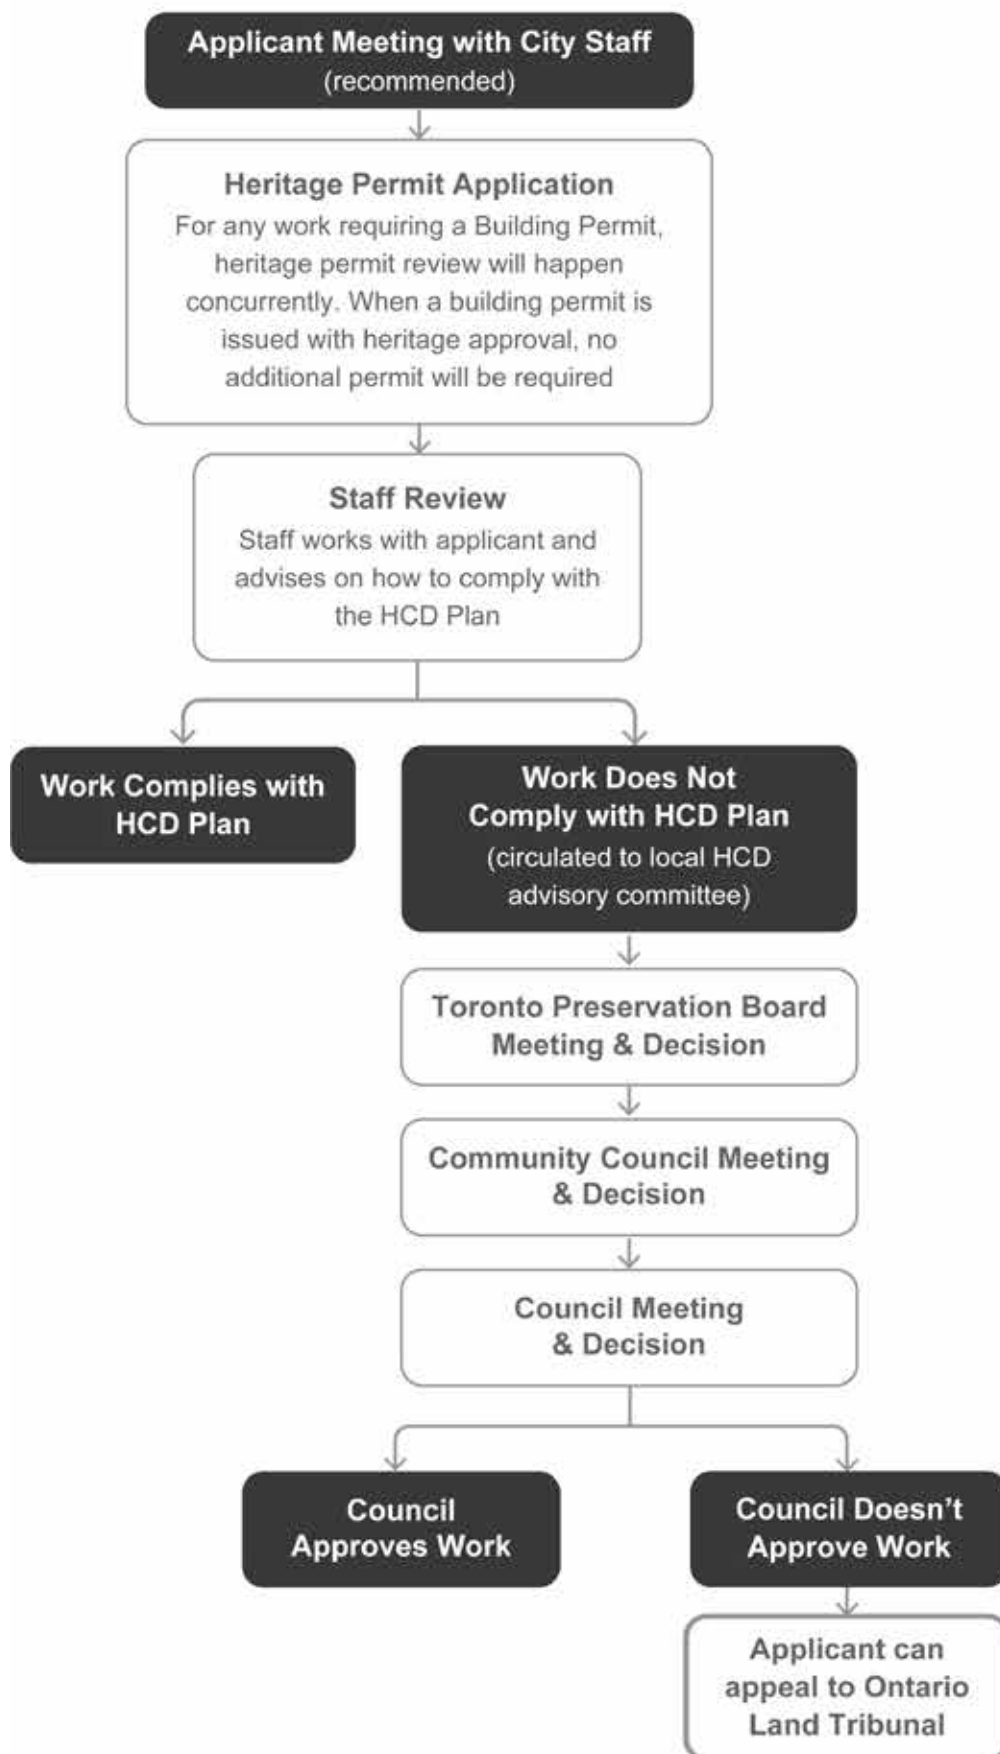 Applicant Meeting with City Staff
(recommended)
Heritage Permit Application
For any work requiring a Building Permit,
heritage permit review will happen
concurrently. When a building permit is
issued with heritage approval, no
additional permit will be required
Staff Review
Staff works with applicant and
advises on how to comply with
the HCD Plan
Work Complies with
HCD Plan
Work Does Not
Comply with HCD Plan
(circulated to local HCD
advisory committee)
Toronto Preservation Board
Meeting & Decision
Community Council Meeting
& Decision
Council Meeting
& Decision
Council
Approves Work
Council Doesn’t
Approve Work
Applicant can
appeal to Ontario
Land Tribunal